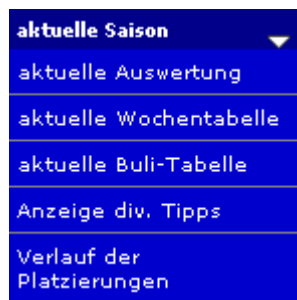 aktuelle Saison
aktuelle Auswertung
aktuelle Wochentabelle
aktuelle Buli-Tabelle
Anzeige div. Tipps
Verlauf der
Platzierungen